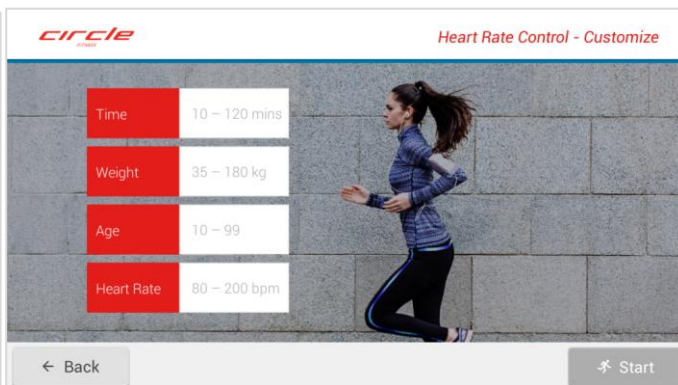 circle
FITNESS
Heart Rate Control - Customize
Time
10 – 120 mins
Weight
35 – 180 kg
Age
10 – 99
Heart Rate
80 – 200 bpm
← Back
Start